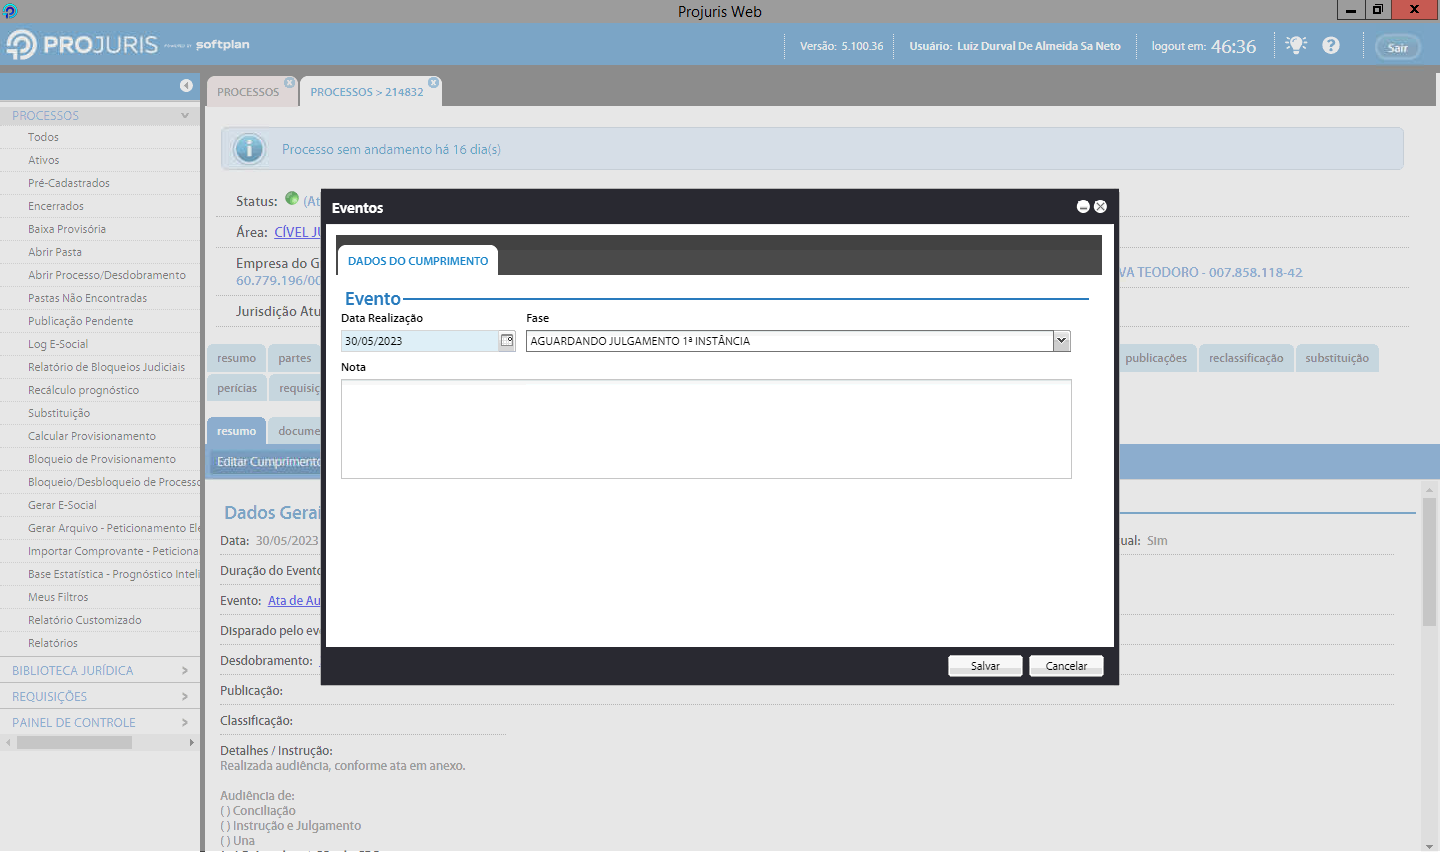 Projuris Web
PROJURIS POWERED BY softplan
Versão: 5.100.36
Usuário: Luiz Durval De Almeida Sa Neto
logout em: 46:36
Sair
PROCESSOS
Todos
Ativos
Pré-Cadastrados
Encerrados
Baixa Provisória
Abrir Pasta
Abrir Processo/Desdobramento
Pastas Não Encontradas
Publicação Pendente
Log E-Social
Relatório de Bloqueios Judiciais
Recálculo prognóstico
Substituição
Calcular Provisionamento
Bloqueio de Provisionamento
Bloqueio/Desbloqueio de Processo
Gerar E-Social
Gerar Arquivo - Peticionamento Ele
Importar Comprovante - Peticiona
Base Estatística - Prognóstico Inteli
Meus Filtros
Relatório Customizado
Relatórios
BIBLIOTECA JURÍDICA
REQUISIÇÕES
PAINEL DE CONTROLE
PROCESSOS
PROCESSOS > 214832
Processo sem andamento há 16 dia(s)
Status: (At
Área: CÍVEL JU
Empresa do G
60.779.196/00
VA TEODORO - 007.858.118-42
Jurisdição Atu
resumo
partes
publicações
reclassificação
substituição
perícias
requisiç
resumo
docume
Editar Cumprimento
Dados Gerai
Data: 30/05/2023
ual: Sim
Duração do Evento
Evento: Ata de Au
Disparado pelo eve
Desdobramento:
Publicação:
Classificação:
Detalhes / Instrução:
Realizada audiência, conforme ata em anexo.
Audiência de:
( ) Conciliação
( ) Instrução e Julgamento
( ) Una
Eventos
DADOS DO CUMPRIMENTO
Evento
Data Realização
Fase
30/05/2023
AGUARDANDO JULGAMENTO 1ª INSTÂNCIA
Nota
Salvar
Cancelar